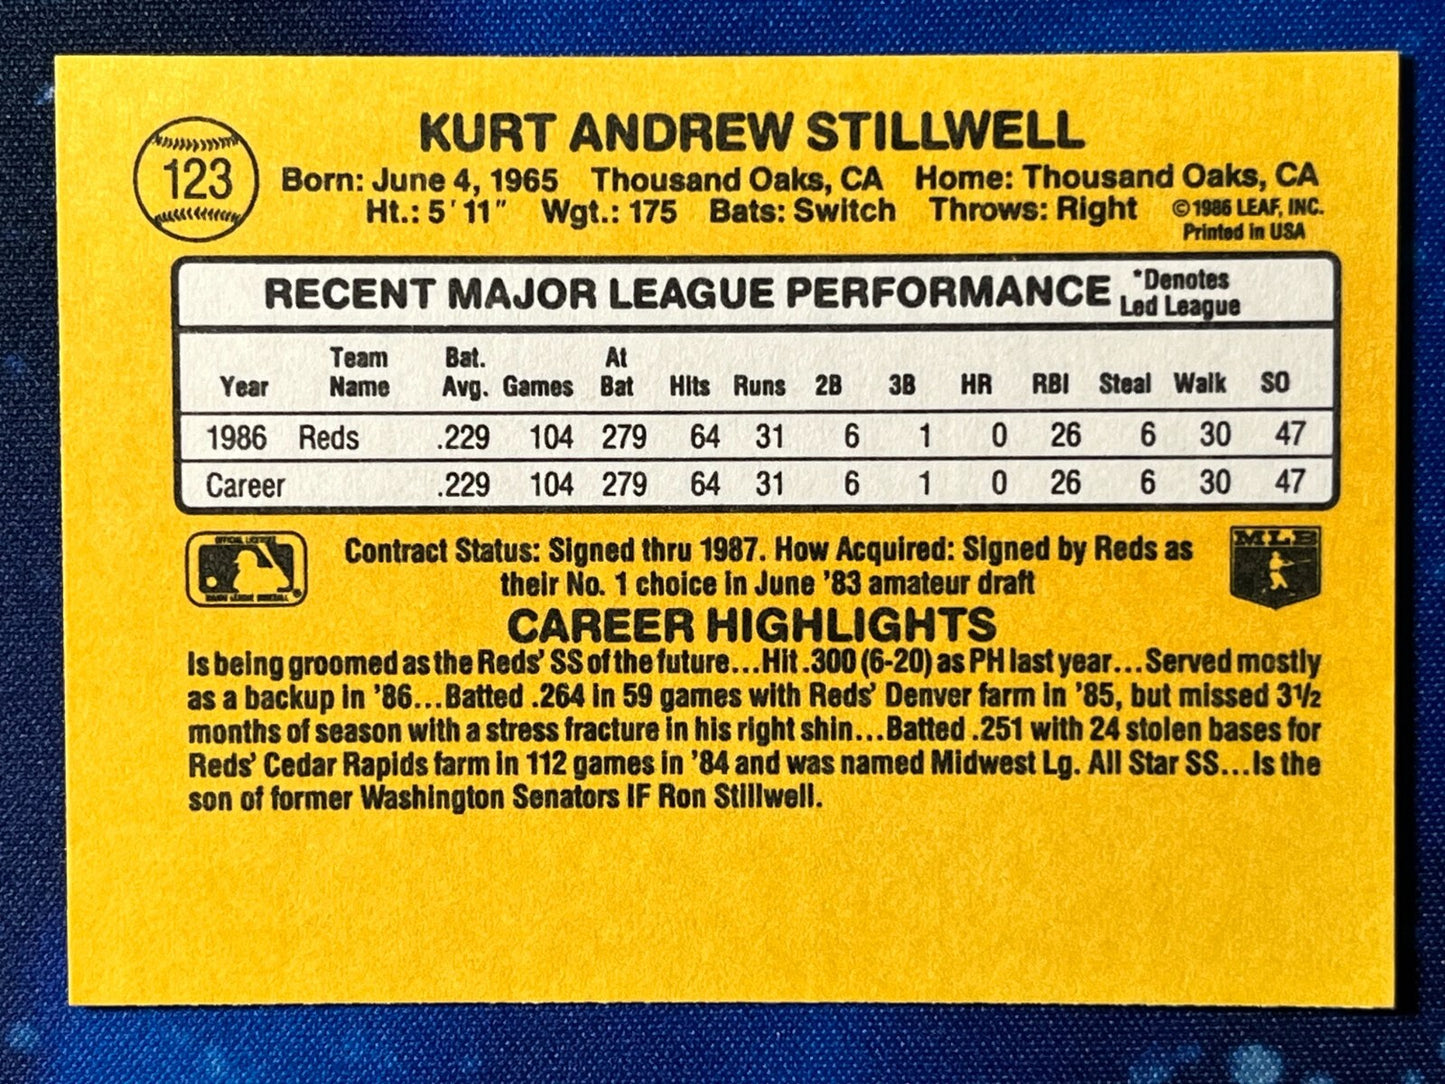 123
KURT ANDREW STILLWELL
Born: June 4, 1965 Thousand Oaks, CA Home: Thousand Oaks, CA
Ht.: 5'11" Wgt.: 175 Bats: Switch Throws: Right ©1986 LEAF, INC.
Printed in USA
RECENT MAJOR LEAGUE PERFORMANCE *Denotes
Led League
Team Bat. At
Year Name Avg. Games Bat Hits Runs 2B 3B HR RBI Steal Walk SO
1986 Reds .229 104 279 64 31 6 1 0 26 6 30 47
Career .229 104 279 64 31 6 1 0 26 6 30 47
OFFICIAL LICENSEE
MAJOR LEAGUE BASEBALL
®
MLB
Contract Status: Signed thru 1987. How Acquired: Signed by Reds as
their No. 1 choice in June '83 amateur draft
CAREER HIGHLIGHTS
Is being groomed as the Reds' SS of the future...Hit .300 (6-20) as PH last year...Served mostly
as a backup in '86...Batted .264 in 59 games with Reds' Denver farm in '85, but missed 3½
months of season with a stress fracture in his right shin...Batted .251 with 24 stolen bases for
Reds' Cedar Rapids farm in 112 games in '84 and was named Midwest Lg. All Star SS...Is the
son of former Washington Senators IF Ron Stillwell.